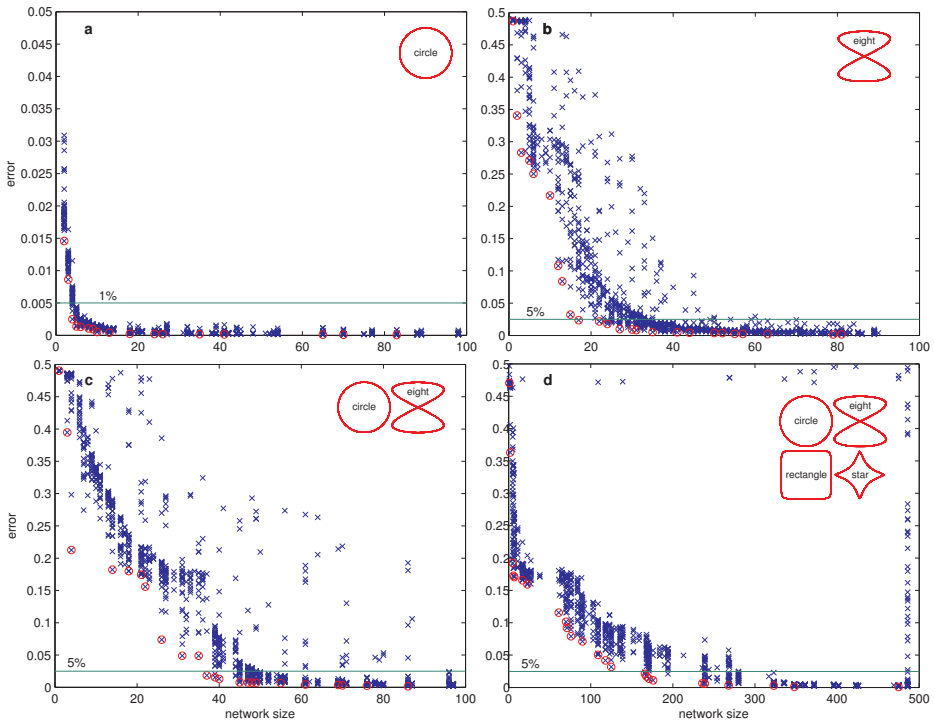 a
circle
error
0.05
0.045
0.04
0.035
0.03
0.025
0.02
0.015
0.01
0.005
0
1%
0 20 40 60 80 100
b
eight
0.5
0.45
0.4
0.35
0.3
0.25
0.2
0.15
0.1
0.05
0
5%
0 20 40 60 80 100
c
circle
eight
error
0.5
0.45
0.4
0.35
0.3
0.25
0.2
0.15
0.1
0.05
0
5%
0 20 40 60 80 100
network size
d
circle
eight
rectangle
star
0.5
0.45
0.4
0.35
0.3
0.25
0.2
0.15
0.1
0.05
0
5%
0 100 200 300 400 500
network size